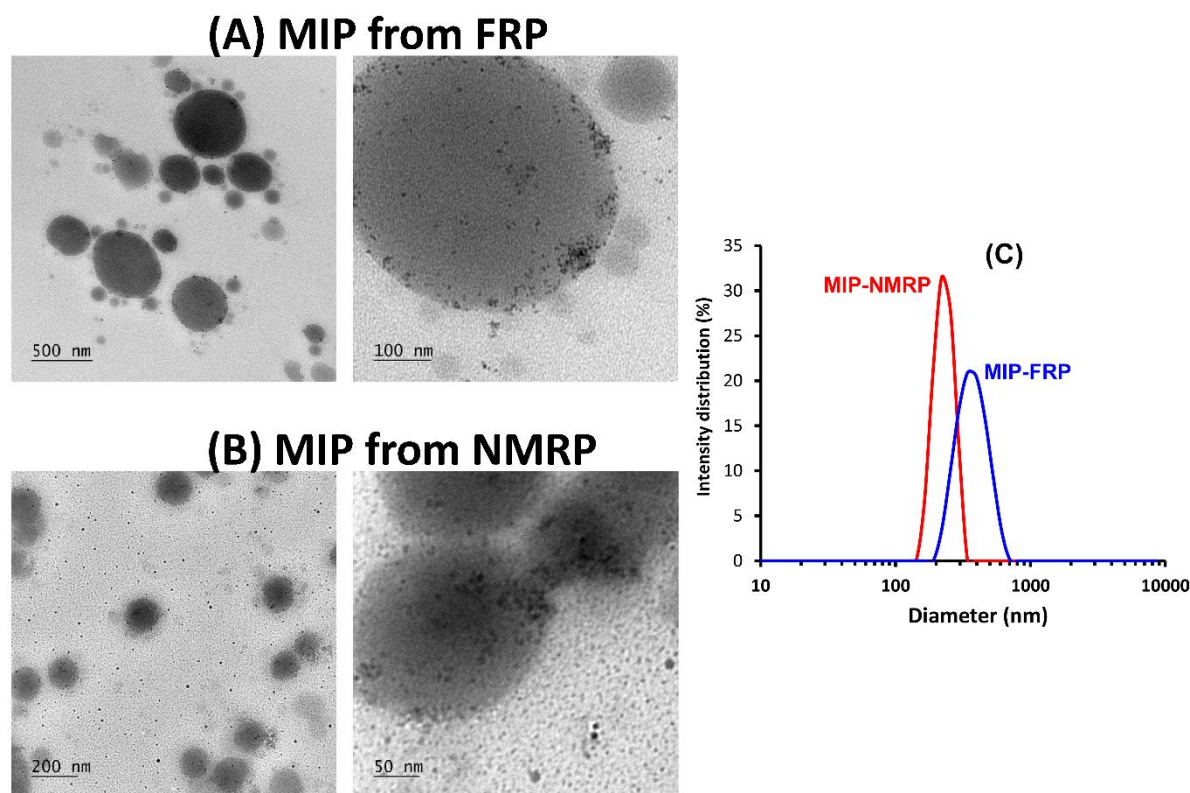 (A) MIP from FRP
500 nm
100 nm
(B) MIP from NMRP
200 nm
50 nm
(C)
MIP-NMRP
MIP-FRP
Intensity distribution (%)
35
30
25
20
15
10
5
0
10
100
1000
10000
Diameter (nm)